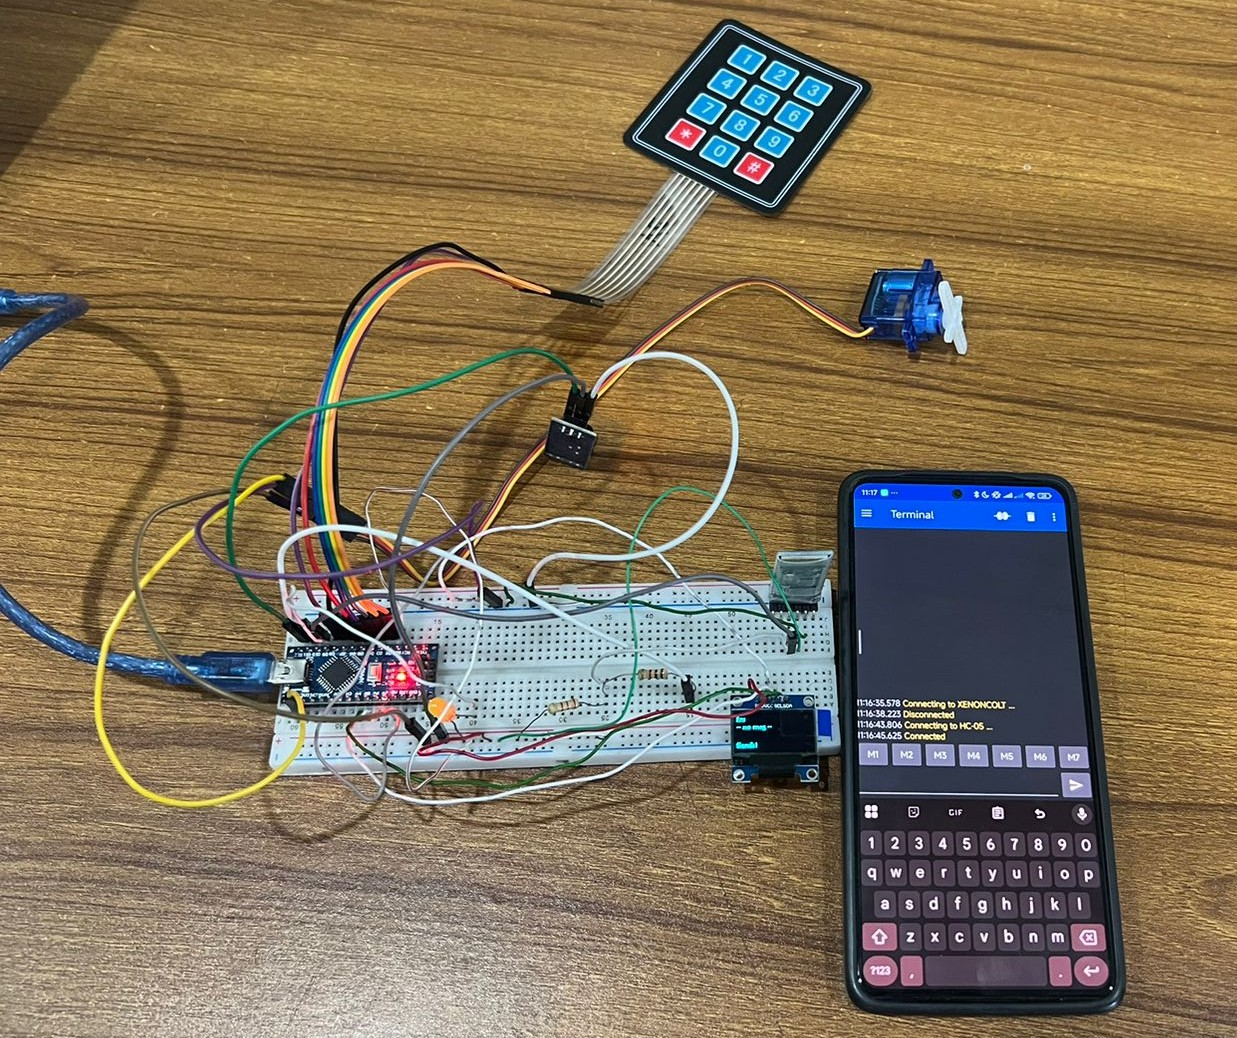 1 2 3
4 5 6
7 8 9
* 0 #
11:17
Terminal
11:16:35.578 Connecting to XENONCOLT ...
11:16:38.223 Disconnected
11:16:43.806 Connecting to HC-05 ...
11:16:45.625 Connected
M1 M2 M3 M4 M5 M6 M7
GIF
1 2 3 4 5 6 7 8 9 0
q w e r t y u i o p
a s d f g h j k l
z x c v b n m
?123 , .